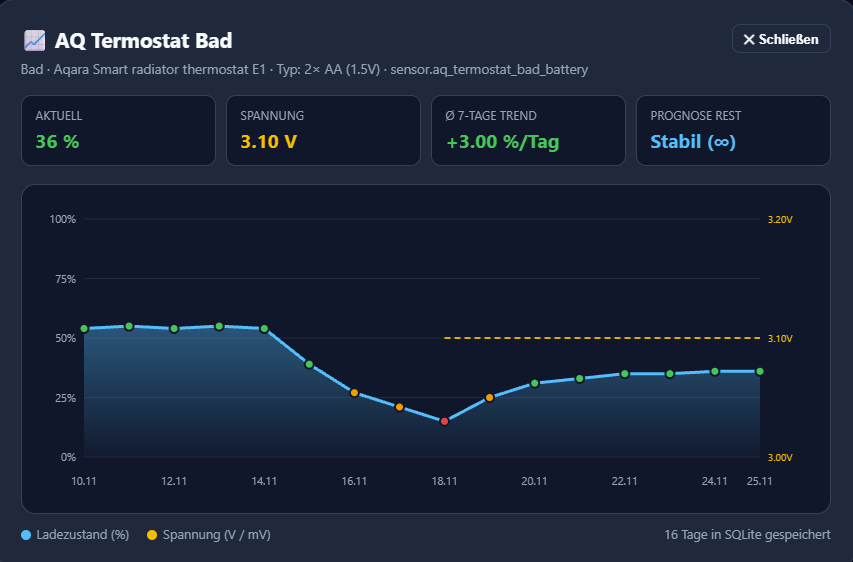 📈 AQ Termostat Bad
✕ Schließen
Bad · Aqara Smart radiator thermostat E1 · Typ: 2× AA (1.5V) · sensor.aq_termostat_bad_battery
AKTUELL
36 %
SPANNUNG
3.10 V
Ø 7-TAGE TREND
+3.00 %/Tag
PROGNOSE REST
Stabil (∞)
100%
75%
50%
25%
0%
3.20V
3.10V
3.00V
10.11
12.11
14.11
16.11
18.11
20.11
22.11
24.11
25.11
Ladezustand (%)
Spannung (V / mV)
16 Tage in SQLite gespeichert